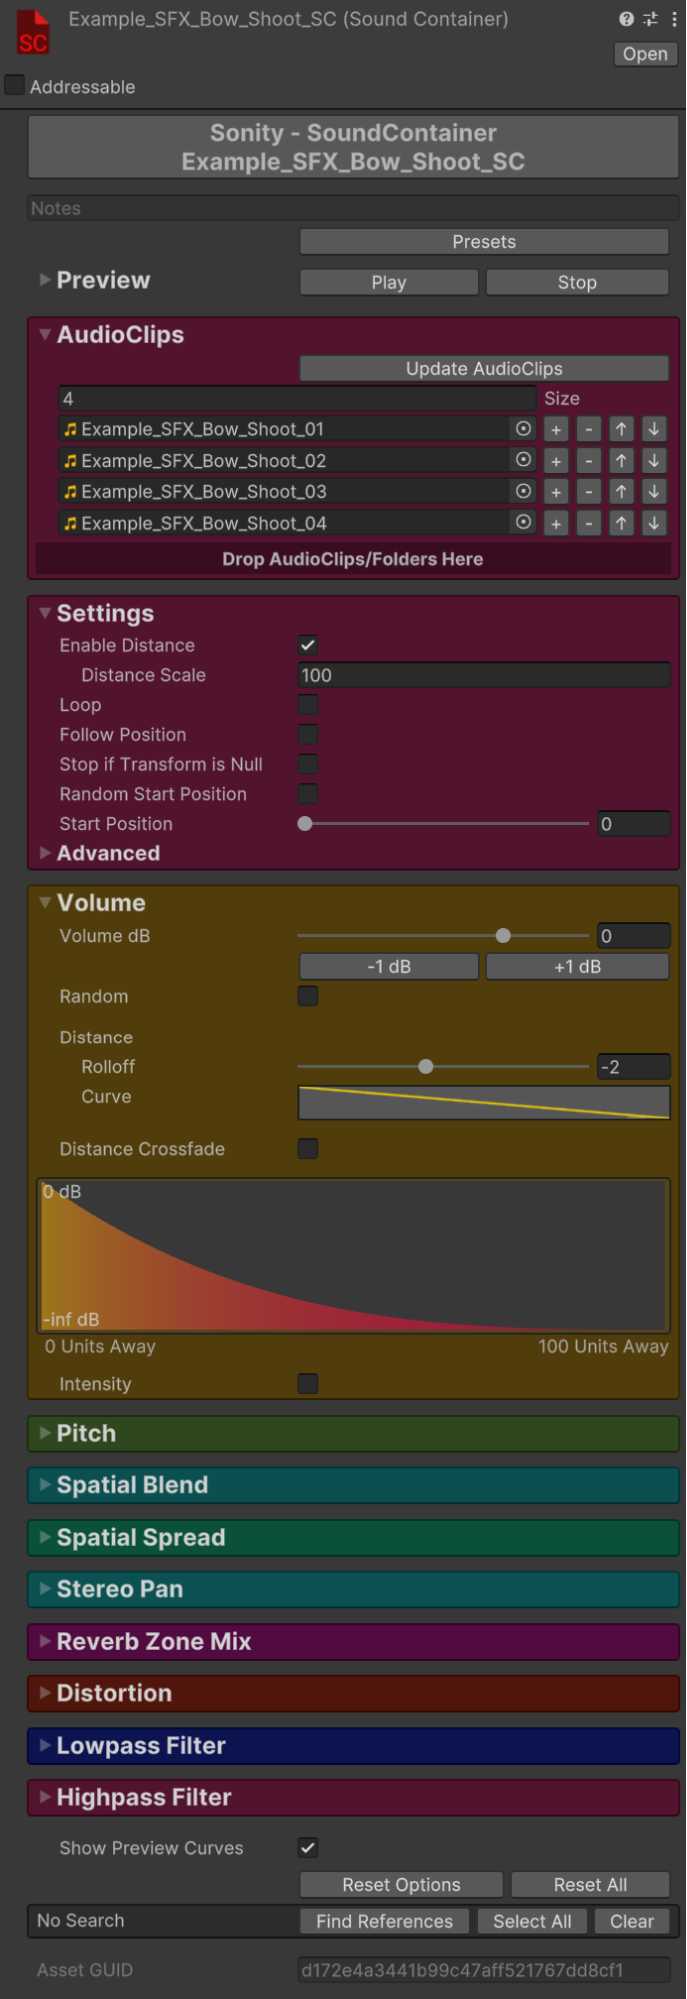 Example_SFX_Bow_Shoot_SC (Sound Container)
SC
Open
Addressable
Sonity - SoundContainer
Example_SFX_Bow_Shoot_SC
Notes
Presets
Preview Play Stop
AudioClips
Update AudioClips
4 Size
Example_SFX_Bow_Shoot_01 + -
Example_SFX_Bow_Shoot_02 + -
Example_SFX_Bow_Shoot_03 + -
Example_SFX_Bow_Shoot_04 + -
Drop AudioClips/Folders Here
Settings
Enable Distance
Distance Scale 100
Loop
Follow Position
Stop if Transform is Null
Random Start Position
Start Position 0
Advanced
Volume
Volume dB 0
-1 dB +1 dB
Random
Distance
Rolloff -2
Curve
Distance Crossfade
0 dB
-inf dB
0 Units Away 100 Units Away
Intensity
Pitch
Spatial Blend
Spatial Spread
Stereo Pan
Reverb Zone Mix
Distortion
Lowpass Filter
Highpass Filter
Show Preview Curves
Reset Options Reset All
No Search Find References Select All Clear
Asset GUID d172e4a3441b99c47aff521767dd8cf1